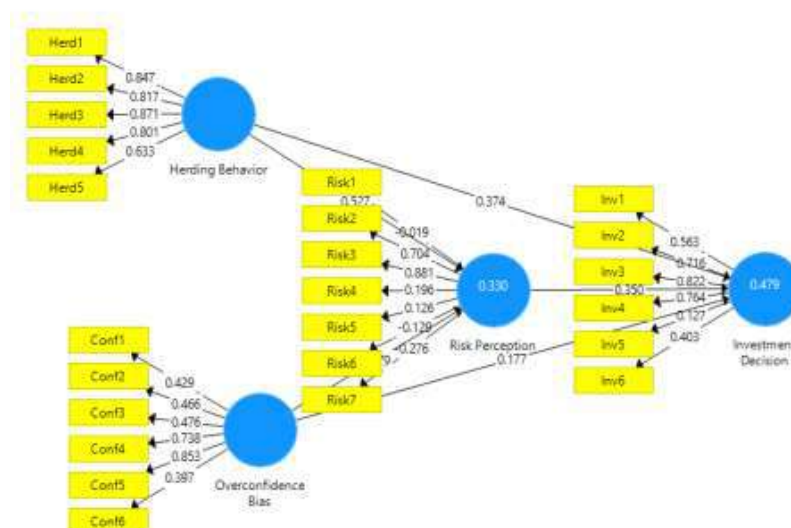 Herd1
Herd2
Herd3
Herd4
Herd5
0.847
0.817
0.871
0.801
0.633
Herding Behavior
0.374
0.527
Risk1
Risk2
Risk3
Risk4
Risk5
Risk6
Risk7
-0.019
0.704
0.881
0.196
0.126
-0.129
-0.276
0.330
Risk Perception
0.350
0.177
Inv1
Inv2
Inv3
Inv4
Inv5
Inv6
0.563
0.716
0.822
0.764
0.127
0.403
0.479
Investment
Decision
Conf1
Conf2
Conf3
Conf4
Conf5
Conf6
0.429
0.466
0.476
0.738
0.853
0.397
Overconfidence
Bias